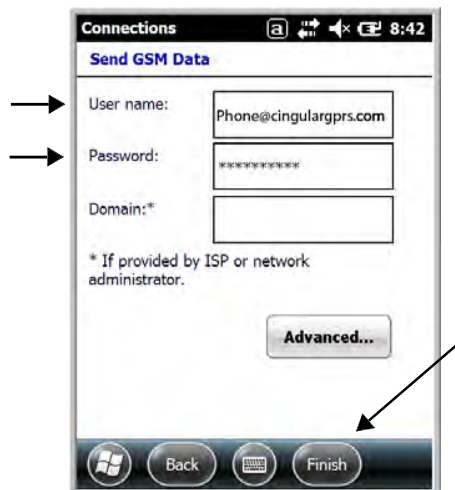 Connections
a
8:42
Send GSM Data
User name:
Phone@cingulargprs.com
Password:
**********
Domain:*
* If provided by ISP or network
administrator.
Advanced...
Back
Finish